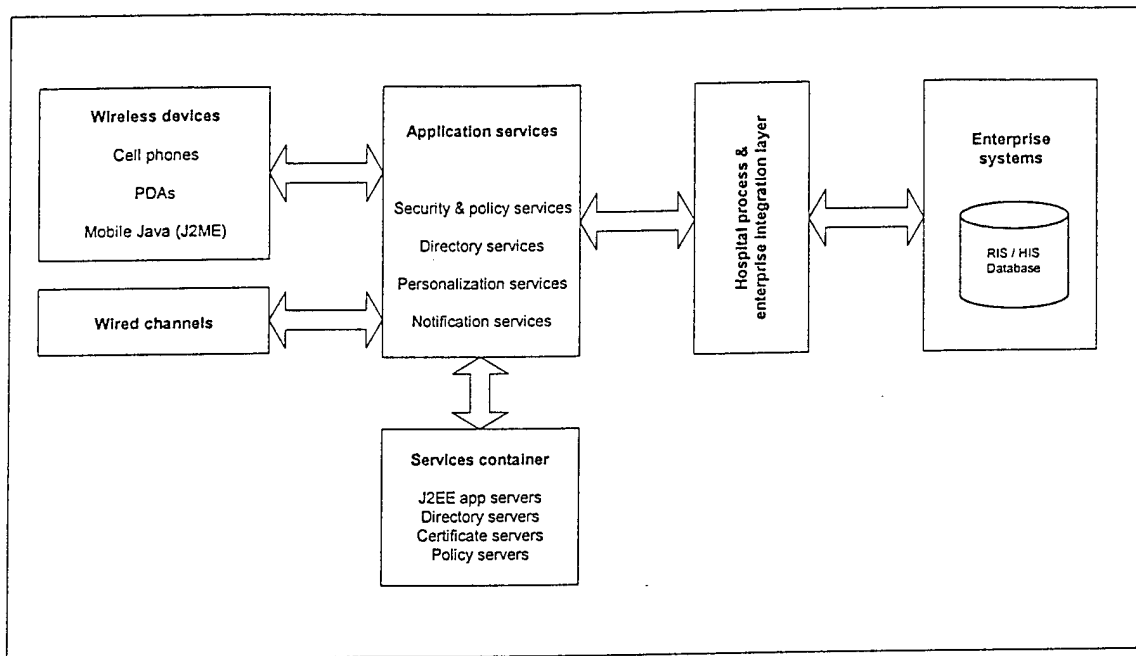 Wireless devices
Cell phones
PDAs
Mobile Java (J2ME)
Wired channels
Application services
Security & policy services
Directory services
Personalization services
Notification services
Services container
J2EE app servers
Directory servers
Certificate servers
Policy servers
Hospital process &
enterprise Integration layer
Enterprise
systems
RIS / HIS
Database